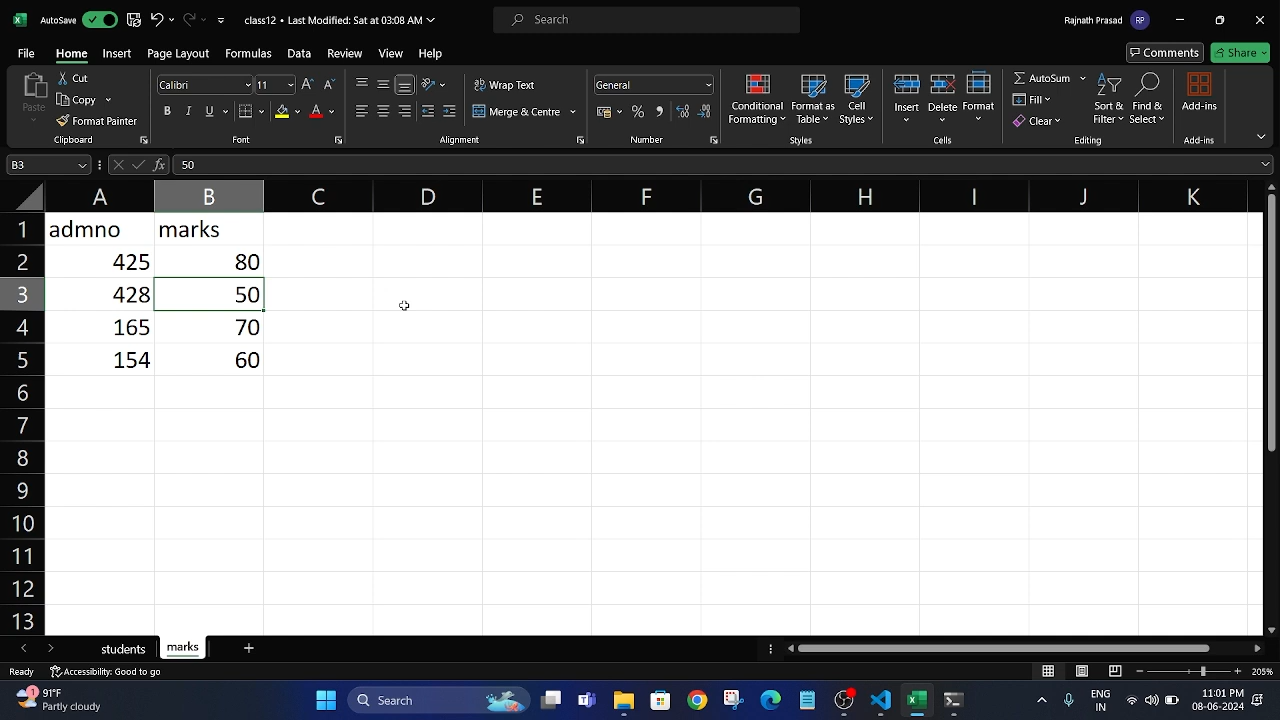 AutoSave
class12 • Last Modified: Sat at 03:08 AM
Search
Rajnath Prasad RP
File Home Insert Page Layout Formulas Data Review View Help
Comments Share
Paste
Cut
Copy
Format Painter
Clipboard
Calibri 11
B I U
Font
Wrap Text
Merge & Centre
Alignment
General
Number
Conditional Formatting
Format as Table
Cell Styles
Styles
Insert Delete Format
Cells
AutoSum
Fill
Clear
Sort & Filter
Find & Select
Editing
Add-ins
Add-ins
B3 fx 50
A B C D E F G H I J K
1 admno marks
2 425 80
3 428 50
4 165 70
5 154 60
6
7
8
9
10
11
12
13
students marks
Ready Accessibility: Good to go 205%
1
91°F
Partly cloudy
Search
ENG
IN
11:01 PM
08-06-2024